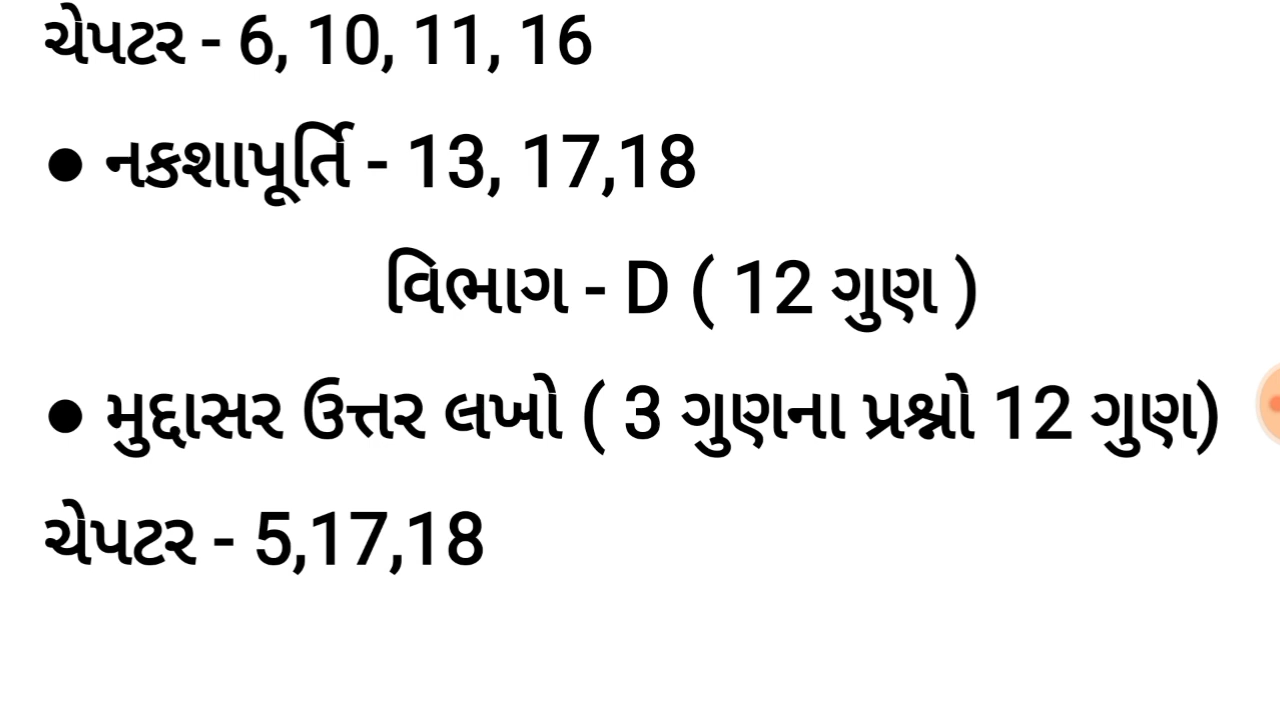 ચેપટર - 6, 10, 11, 16
● નકશાપૂર્તિ - 13, 17,18
વિભાગ - D ( 12 ગુણ )
● મુદ્દાસર ઉત્તર લખો ( 3 ગુણના પ્રશ્નો 12 ગુણ)
ચેપટર - 5,17,18